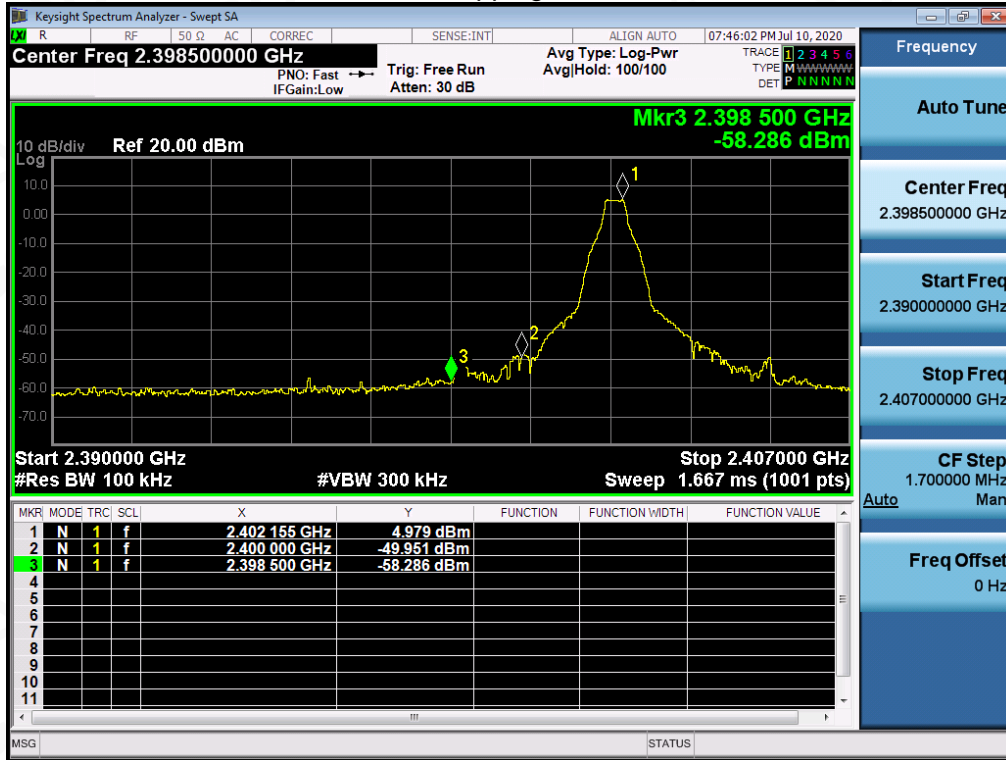 Keysight Spectrum Analyzer - Swept SA
LXI R RF 50 Ω AC CORREC SENSE:INT ALIGN AUTO 07:46:02 PM Jul 10, 2020
Center Freq 2.398500000 GHz
PNO: Fast
IFGain:Low
Trig: Free Run
Atten: 30 dB
Avg Type: Log-Pwr
Avg|Hold: 100/100
TRACE 1 2 3 4 5 6
TYPE M WWWWW
DET P N N N N N
Mkr3 2.398 500 GHz
-58.286 dBm
10 dB/div Ref 20.00 dBm
Log
10.0
0.00
-10.0
-20.0
-30.0
-40.0
-50.0
-60.0
-70.0
1
2
3
Start 2.390000 GHz Stop 2.407000 GHz
#Res BW 100 kHz #VBW 300 kHz Sweep 1.667 ms (1001 pts)
MKR MODE TRC SCL X Y FUNCTION FUNCTION WIDTH FUNCTION VALUE
1 N 1 f 2.402 155 GHz 4.979 dBm
2 N 1 f 2.400 000 GHz -49.951 dBm
3 N 1 f 2.398 500 GHz -58.286 dBm
4
5
6
7
8
9
10
11
MSG STATUS
Frequency
Auto Tune
Center Freq
2.398500000 GHz
Start Freq
2.390000000 GHz
Stop Freq
2.407000000 GHz
CF Step
1.700000 MHz
Auto Man
Freq Offset
0 Hz